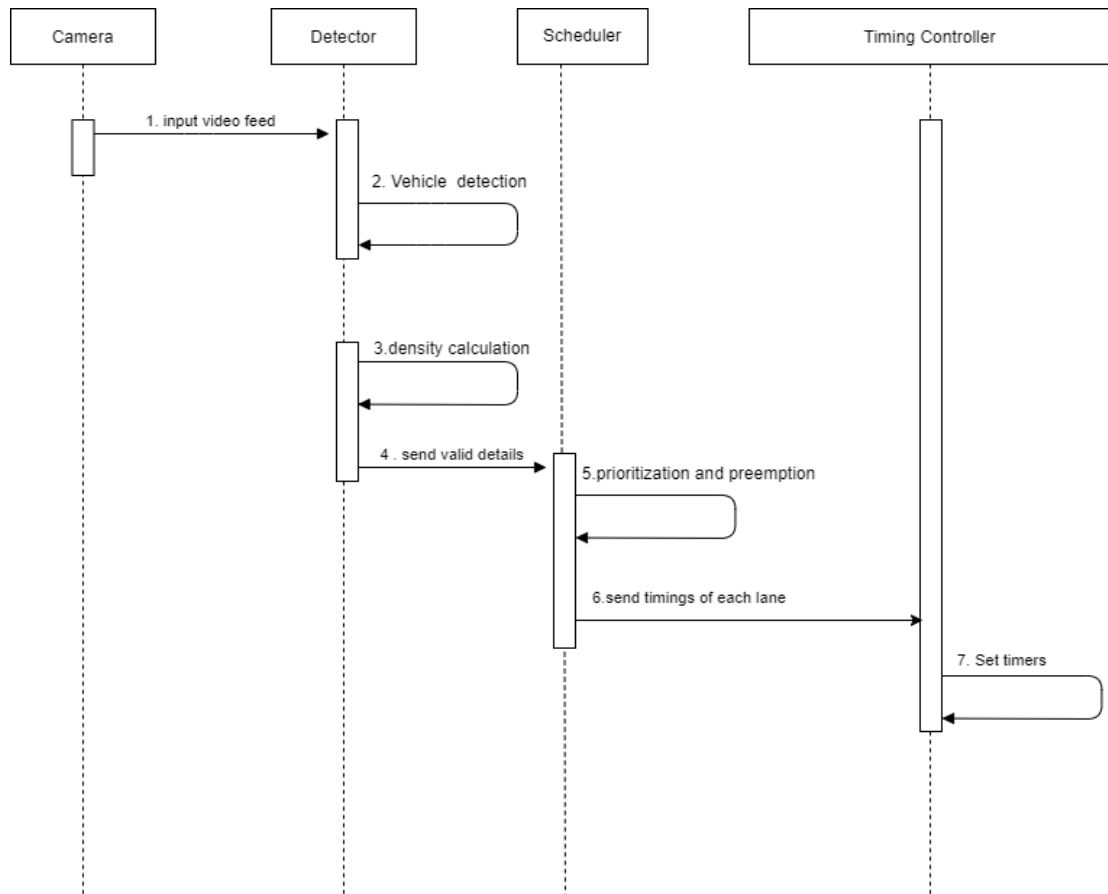 Camera
Detector
Scheduler
Timing Controller
1. input video feed
2. Vehicle detection
3.density calculation
4 . send valid details
5.prioritization and preemption
6.send timings of each lane
7. Set timers